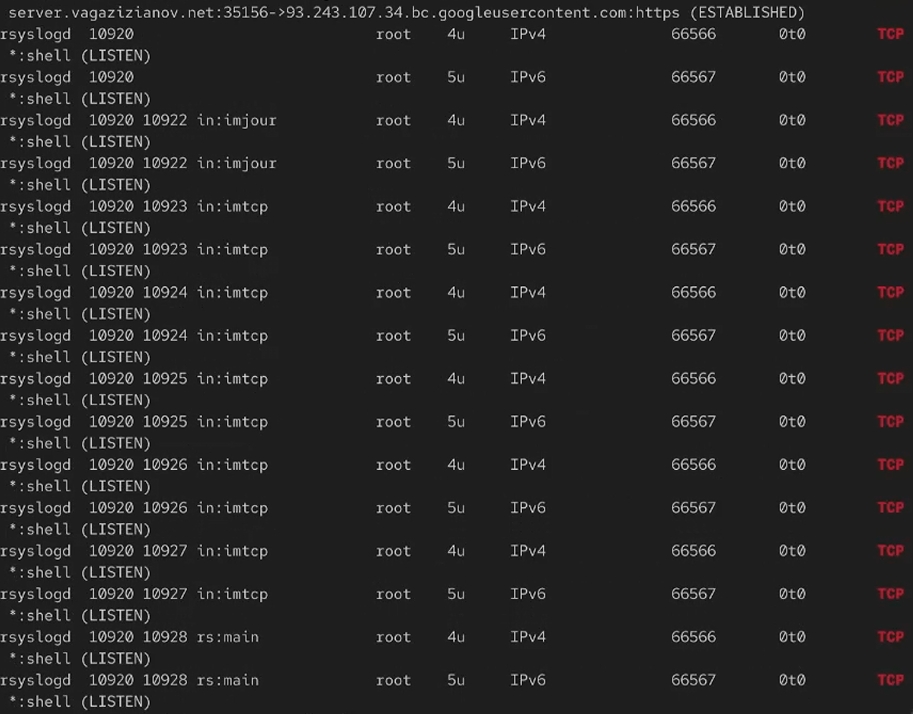 server.vagazizianov.net:35156->93.243.107.34.bc.googleusercontent.com:https (ESTABLISHED)
rsyslogd 10920 root 4u IPv4 66566 0t0 TCP
*:shell (LISTEN)
rsyslogd 10920 root 5u IPv6 66567 0t0 TCP
*:shell (LISTEN)
rsyslogd 10920 10922 in:imjour root 4u IPv4 66566 0t0 TCP
*:shell (LISTEN)
rsyslogd 10920 10922 in:imjour root 5u IPv6 66567 0t0 TCP
*:shell (LISTEN)
rsyslogd 10920 10923 in:imtcp root 4u IPv4 66566 0t0 TCP
*:shell (LISTEN)
rsyslogd 10920 10923 in:imtcp root 5u IPv6 66567 0t0 TCP
*:shell (LISTEN)
rsyslogd 10920 10924 in:imtcp root 4u IPv4 66566 0t0 TCP
*:shell (LISTEN)
rsyslogd 10920 10924 in:imtcp root 5u IPv6 66567 0t0 TCP
*:shell (LISTEN)
rsyslogd 10920 10925 in:imtcp root 4u IPv4 66566 0t0 TCP
*:shell (LISTEN)
rsyslogd 10920 10925 in:imtcp root 5u IPv6 66567 0t0 TCP
*:shell (LISTEN)
rsyslogd 10920 10926 in:imtcp root 4u IPv4 66566 0t0 TCP
*:shell (LISTEN)
rsyslogd 10920 10926 in:imtcp root 5u IPv6 66567 0t0 TCP
*:shell (LISTEN)
rsyslogd 10920 10927 in:imtcp root 4u IPv4 66566 0t0 TCP
*:shell (LISTEN)
rsyslogd 10920 10927 in:imtcp root 5u IPv6 66567 0t0 TCP
*:shell (LISTEN)
rsyslogd 10920 10928 rs:main root 4u IPv4 66566 0t0 TCP
*:shell (LISTEN)
rsyslogd 10920 10928 rs:main root 5u IPv6 66567 0t0 TCP
*:shell (LISTEN)